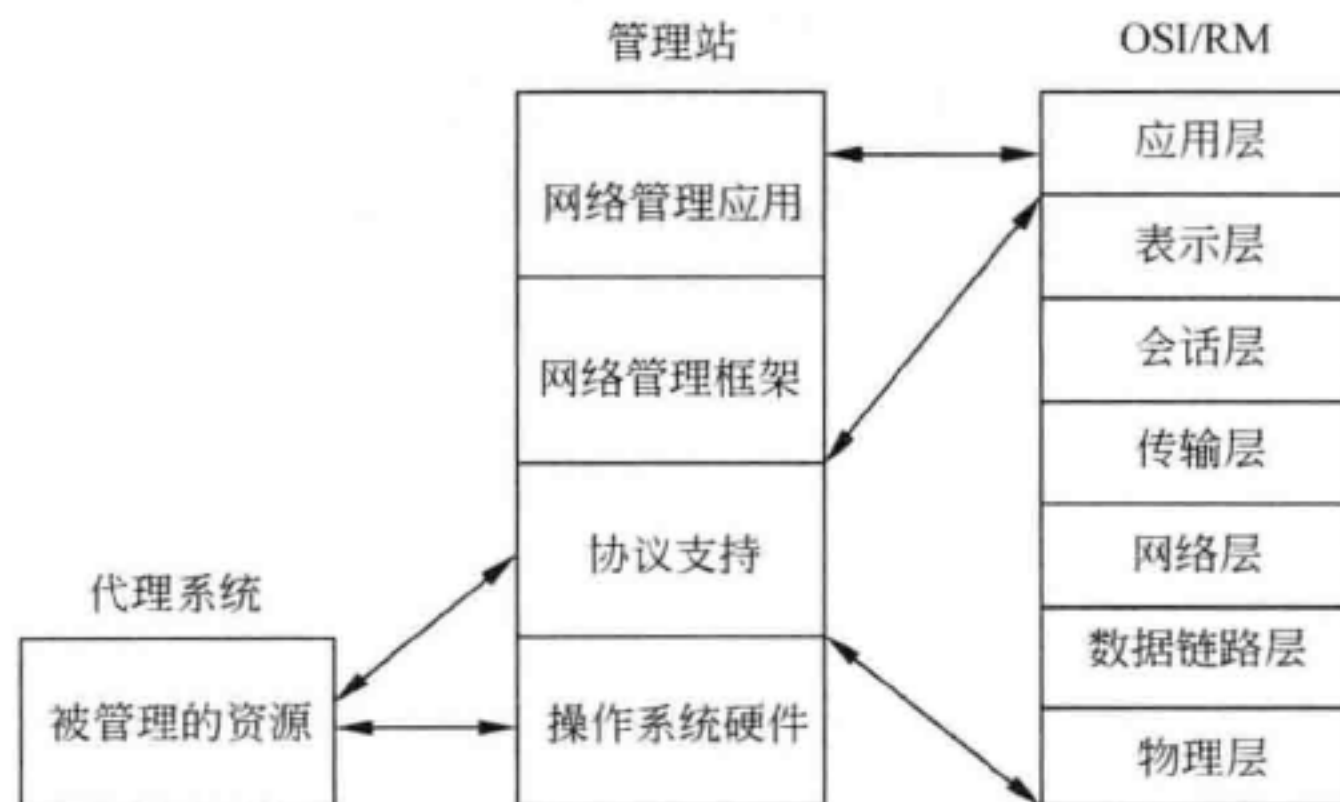 管理站
OSI/RM
网络管理应用
网络管理框架
协议支持
操作系统硬件
代理系统
被管理的资源
应用层
表示层
会话层
传输层
网络层
数据链路层
物理层